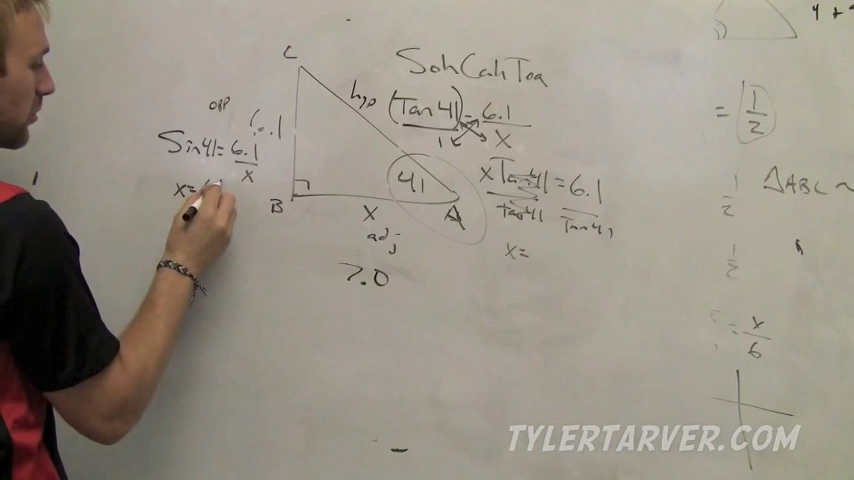 C
SohCahToa
opp
6.1
hyp
(Tan41) = 6.1
1 x
Sin41 = 6.1
x
x =
B
41
A
x
adj
7.0
xTan41 = 6.1
Tan41 Tan41
x =
= 1
2
1
2
ΔABC ~
1
2
= x
6
TYLERTARVER.COM